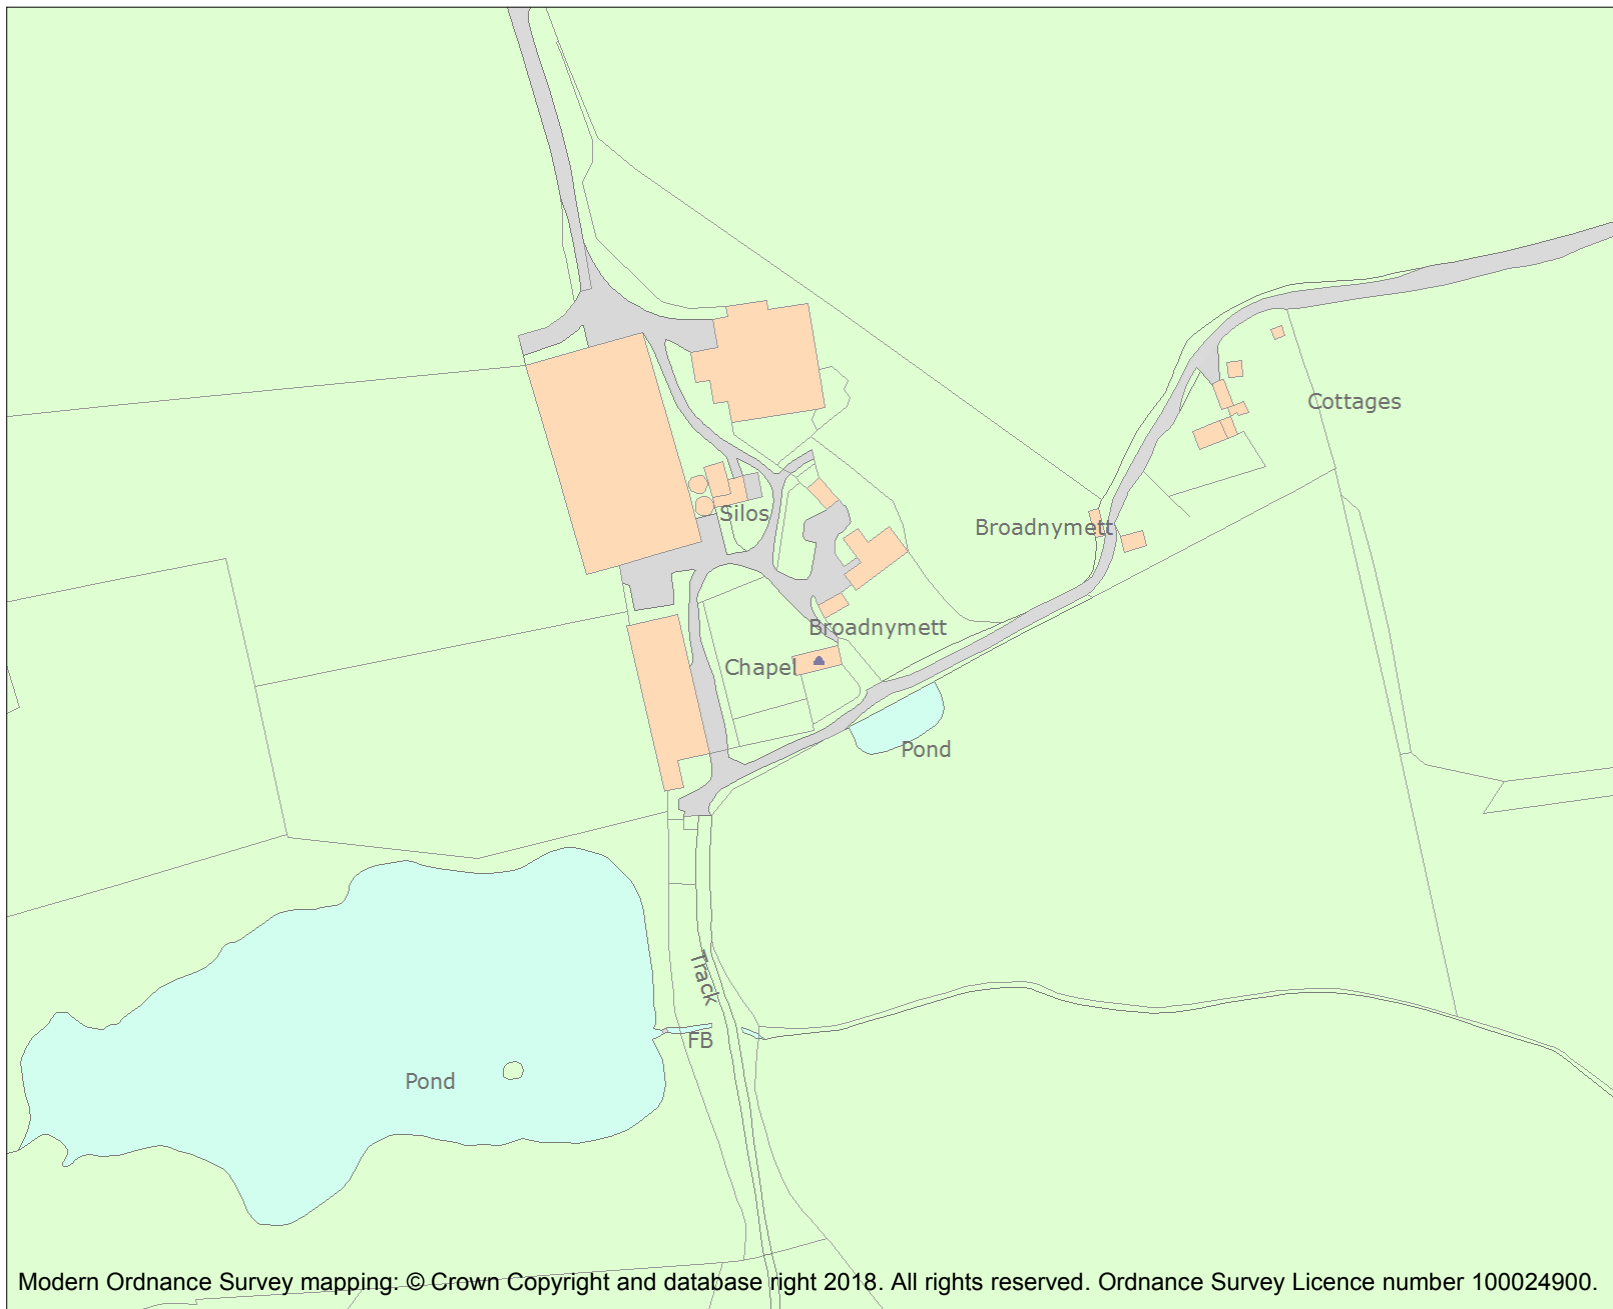 Cottages
Silos
Broadnymett
Broadnymett
Chapel
Pond
Track
FB
Pond
Modern Ordnance Survey mapping: © Crown Copyright and database right 2018. All rights reserved. Ordnance Survey Licence number 100024900.